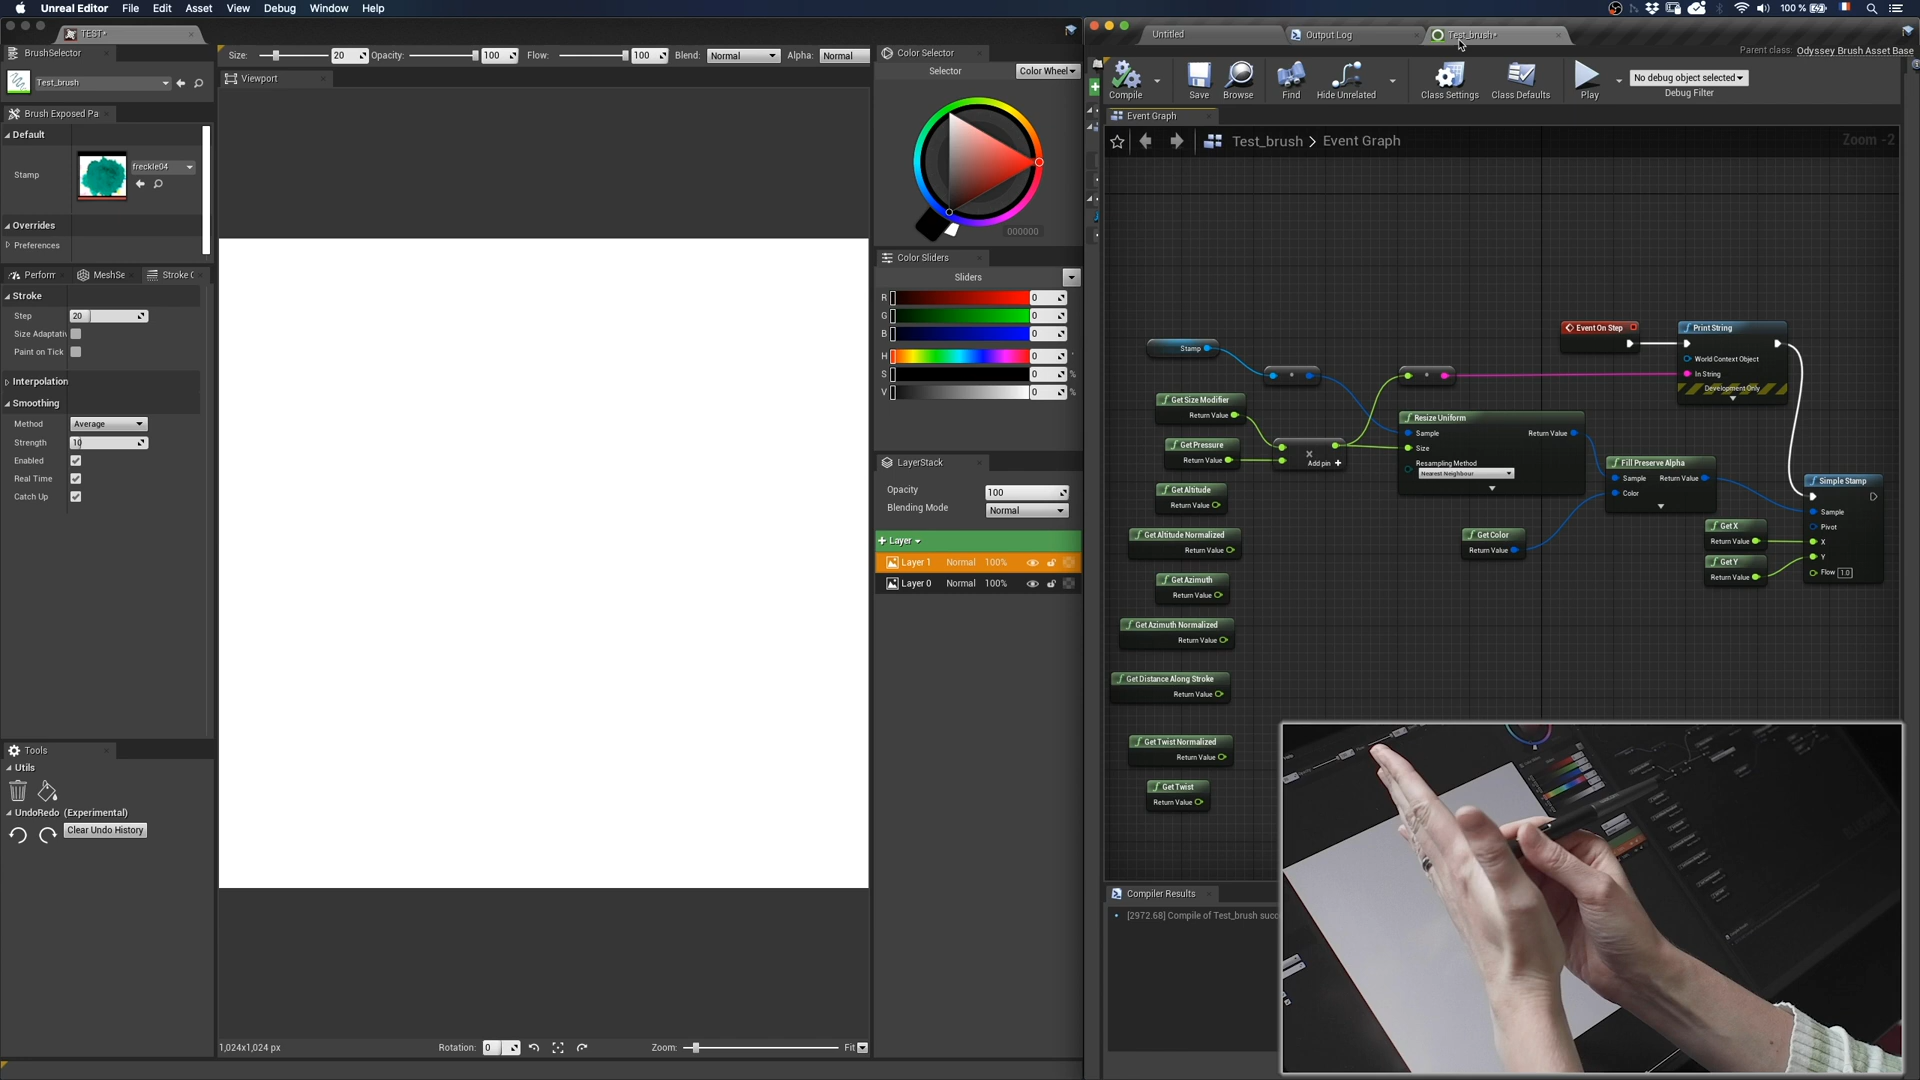 Unreal Editor File Edit Asset View Debug Window Help 100 %
TEST*
Untitled Output Log Test_brush*
Parent class: Odyssey Brush Asset Base
BrushSelector
Test_brush
Size: 20 Opacity: 100 Flow: 100 Blend: Normal Alpha: Normal
Viewport
Color Selector
Selector Color Wheel
000000
Compile Save Browse Find Hide Unrelated Class Settings Class Defaults Play
No debug object selected
Debug Filter
Event Graph
Test_brush > Event Graph
Zoom -2
Brush Exposed Pa
Default
Stamp freckle04
Overrides
Preferences
Perform MeshSe Stroke
Stroke
Step 20
Size Adaptati
Paint on Tick
Interpolation
Smoothing
Method Average
Strength 10
Enabled
Real Time
Catch Up
Color Sliders
Sliders
R 0
G 0
B 0
H 0 °
S 0 %
V 0 %
LayerStack
Opacity 100
Blending Mode Normal
+ Layer
Layer 1 Normal 100%
Layer 0 Normal 100%
Stamp
Get Size Modifier
Return Value
Get Pressure
Return Value
Add pin +
Get Altitude
Return Value
Get Altitude Normalized
Return Value
Get Azimuth
Return Value
Get Azimuth Normalized
Return Value
Get Distance Along Stroke
Return Value
Get Twist Normalized
Return Value
Get Twist
Return Value
Resize Uniform
Sample Return Value
Size
Resampling Method
Nearest Neighbour
Get Color
Return Value
Event On Step
Print String
World Context Object
In String
Development Only
Fill Preserve Alpha
Sample Return Value
Color
Get X
Return Value
Get Y
Return Value
Simple Stamp
Sample
Pivot
X
Y
Flow 1.0
Tools
Utils
UndoRedo (Experimental)
Clear Undo History
Compiler Results
[2972.68] Compile of Test_brush succ
1,024x1,024 px Rotation: 0 Zoom: Fit